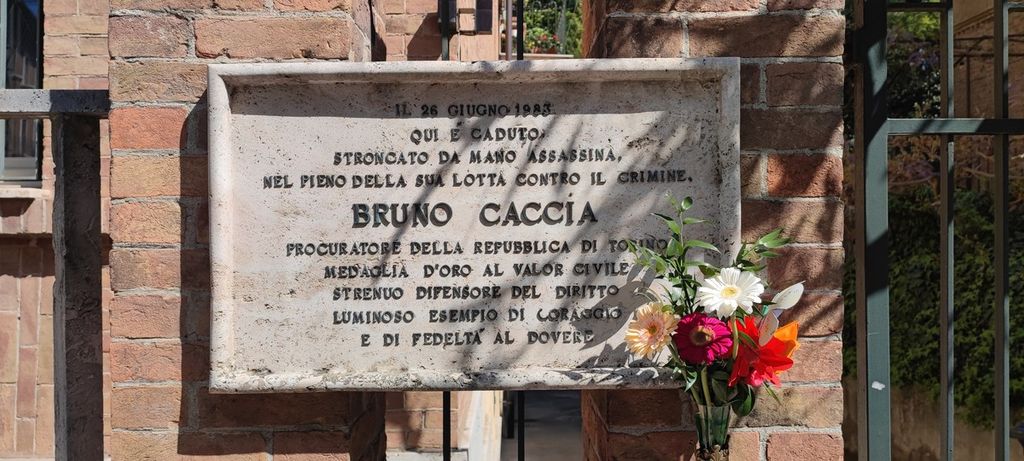 IL 26 GIUGNO 1983
QUI È CADUTO,
STRONCATO DA MANO ASSASSINA,
NEL PIENO DELLA SUA LOTTA CONTRO IL CRIMINE.
BRUNO CACCIA
PROCURATORE DELLA REPUBBLICA DI TORINO
MEDAGLIA D'ORO AL VALOR CIVILE
STRENUO DIFENSORE DEL DIRITTO
LUMINOSO ESEMPIO DI CORAGGIO
E DI FEDELTÀ AL DOVERE